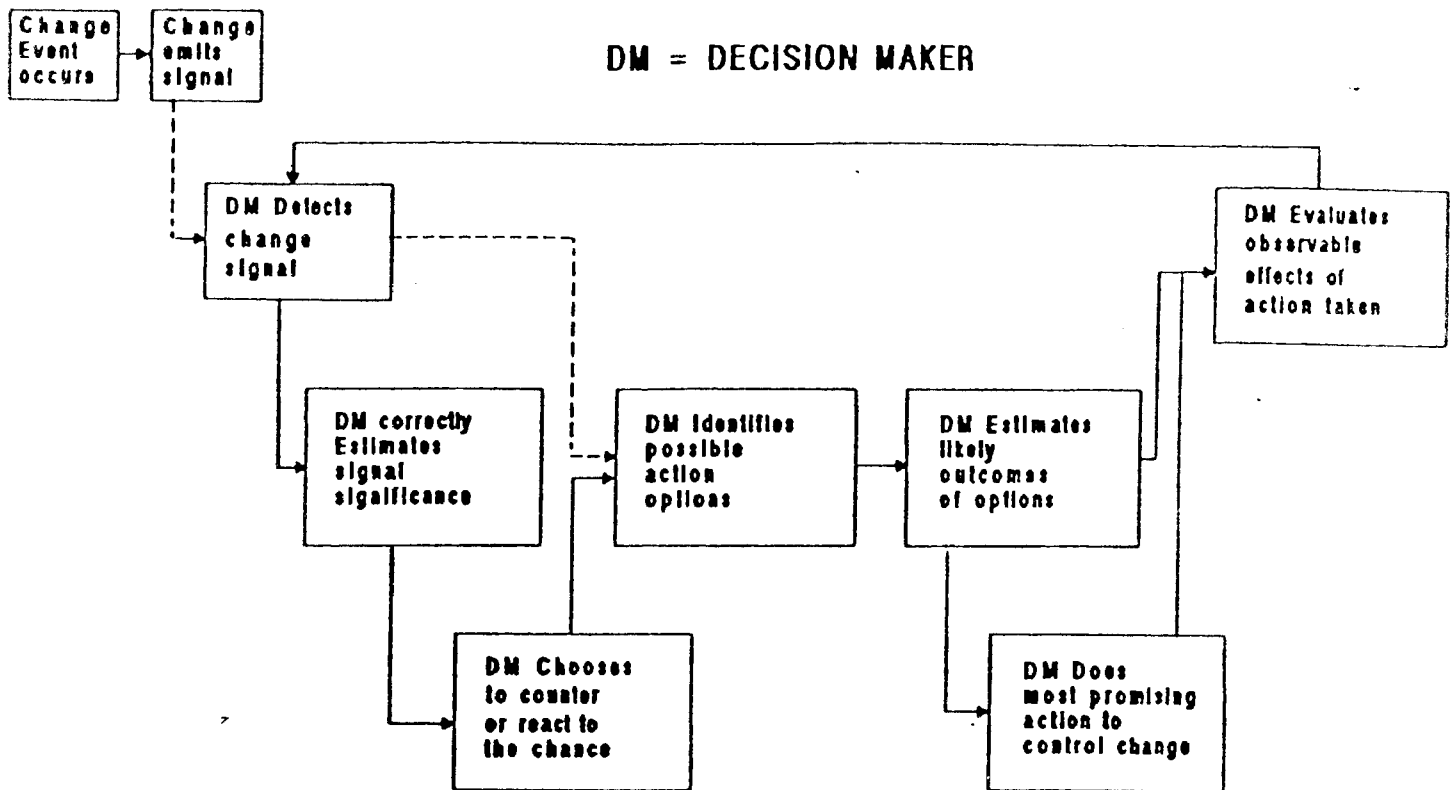 Change
Event
occurs
Change
emits
signal
DM = DECISION MAKER
DM Detects
change
signal
DM Evaluates
observable
effects of
action taken
DM correctly
Estimates
signal
significance
DM Identifies
possible
action
options
DM Estimates
likely
outcomes
of options
DM Chooses
to counter
or react to
the chance
DM Does
most promising
action to
control change